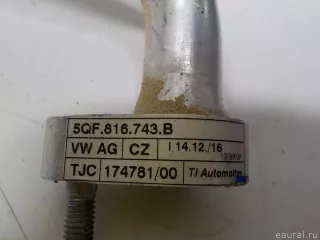 5QF.816.743.B
VW AG CZ I.14.12./16
TJC 174781/00 TI Automotive
© eaural.ru